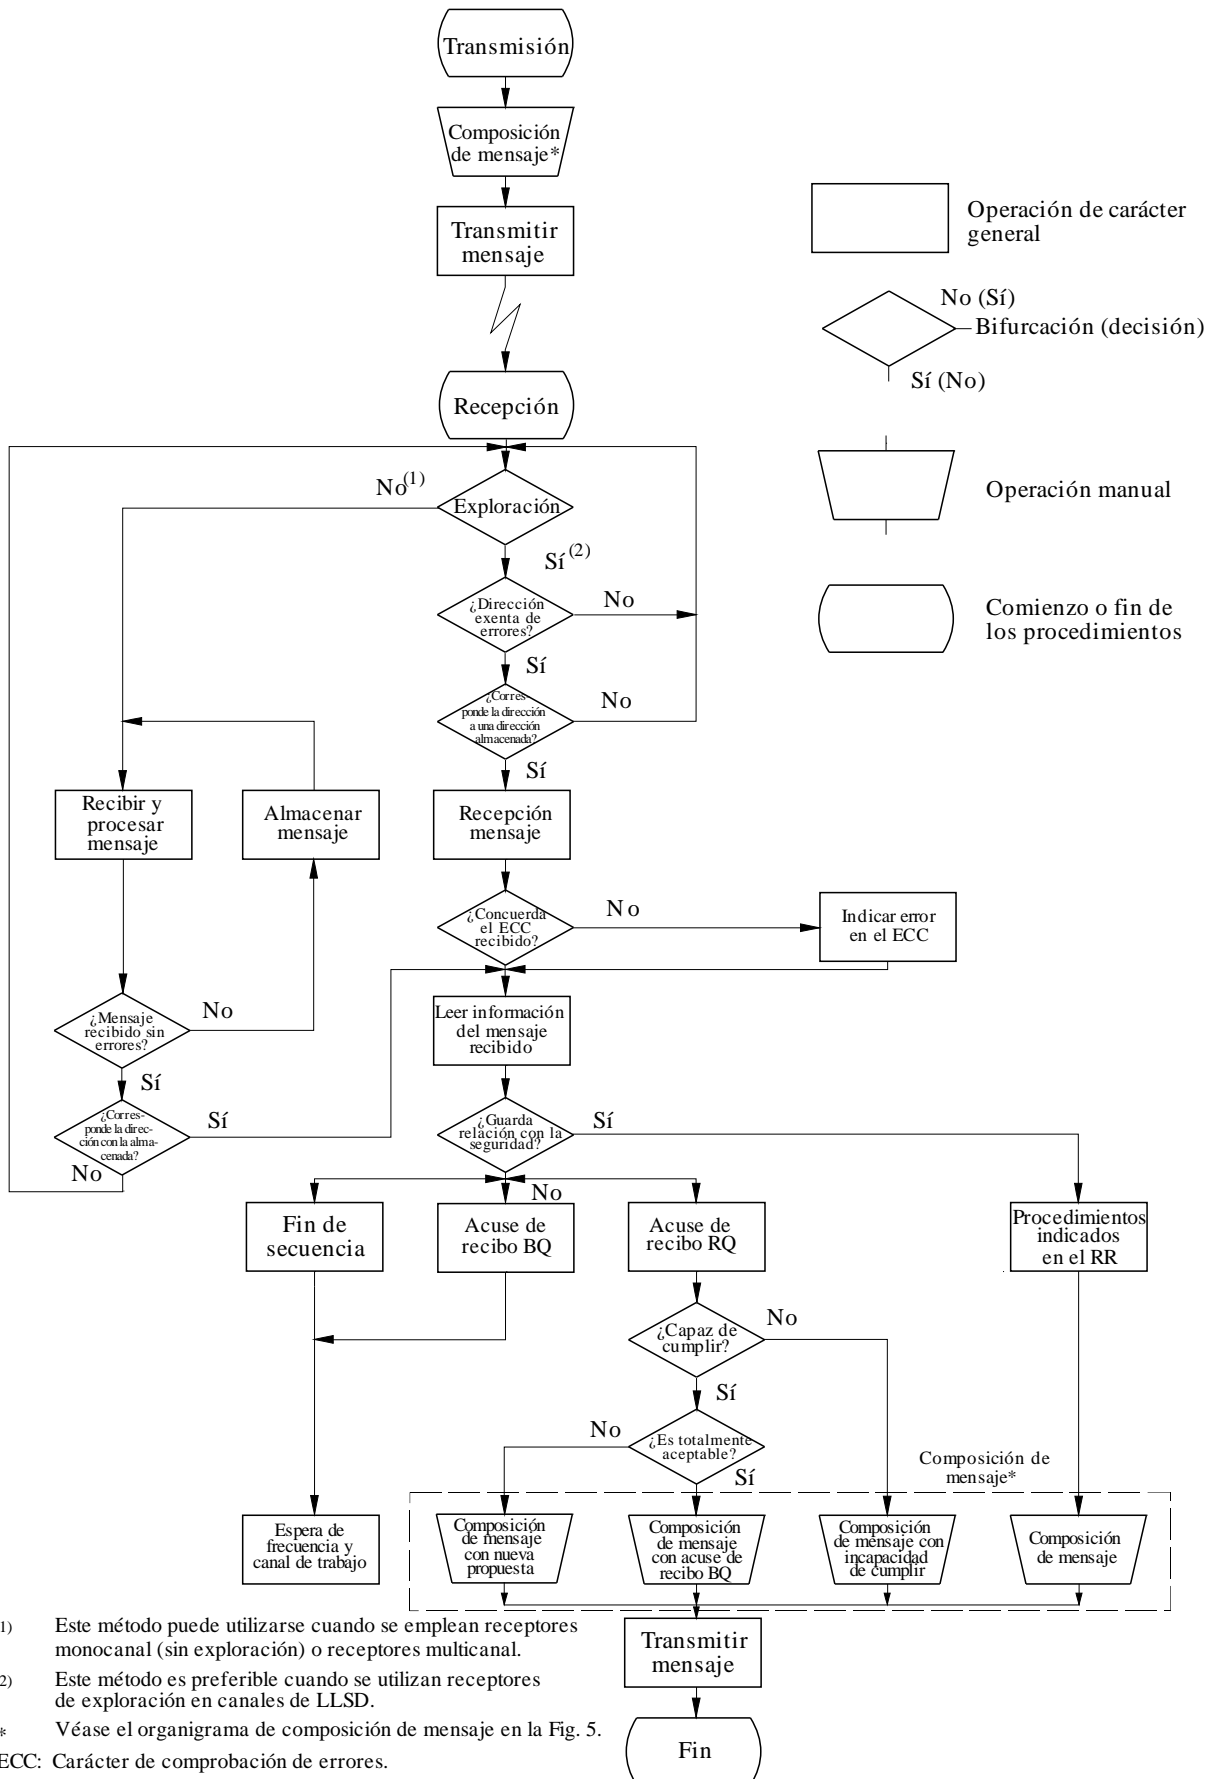 Transmisión
Composición
de mensaje*
Transmitir
mensaje
Operación de carácter
general
No (Sí)
Bifurcación (decisión)
Sí (No)
Recepción
No(1)
Exploración
Operación manual
Sí(2)
¿Dirección
exenta de
errores?
No
Comienzo o fin de
los procedimientos
Sí
¿Corres-
ponde la dirección
a una dirección
almacenada?
No
Sí
Recibir y
procesar
mensaje
Almacenar
mensaje
Recepción
mensaje
¿Concuerda
el ECC
recibido?
No
Indicar error
en el ECC
¿Mensaje
recibido sin
errores?
No
Leer información
del mensaje
recibido
Sí
¿Corres-
ponde la direc-
ción con la alma-
cenada?
Sí
No
¿Guarda
relación con la
seguridad?
Sí
No
Fin de
secuencia
Acuse de
recibo BQ
Acuse de
recibo RQ
Procedimientos
indicados
en el RR
¿Capaz de
cumplir?
No
Sí
No
¿Es totalmente
aceptable?
Sí
Composición de
mensaje*
Espera de
frecuencia y
canal de trabajo
Composición
de mensaje
con nueva
propuesta
Composición
de mensaje
con acuse de
recibo BQ
Composición
de mensaje con
incapacidad
de cumplir
Composición
de mensaje
Transmitir
mensaje
Fin
1) Este método puede utilizarse cuando se emplean receptores
monocanal (sin exploración) o receptores multicanal.
2) Este método es preferible cuando se utilizan receptores
de exploración en canales de LLSD.
* Véase el organigrama de composición de mensaje en la Fig. 5.
ECC: Carácter de comprobación de errores.